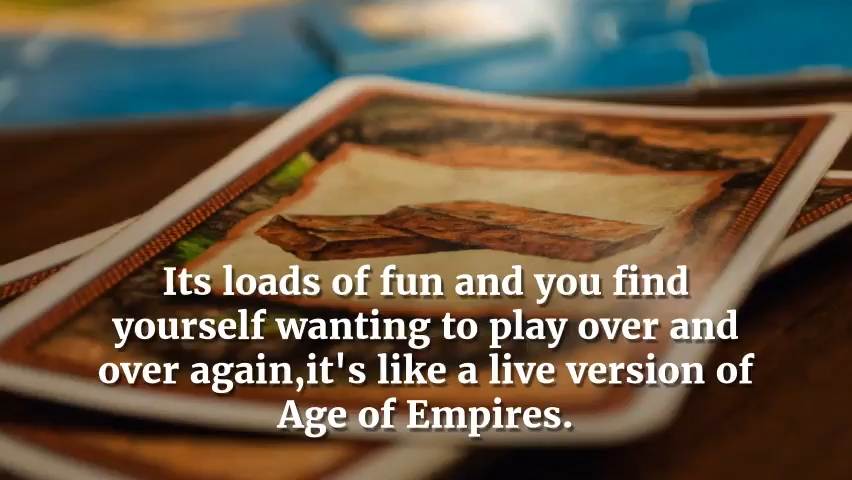 Its loads of fun and you find
yourself wanting to play over and
over again,it's like a live version of
Age of Empires.